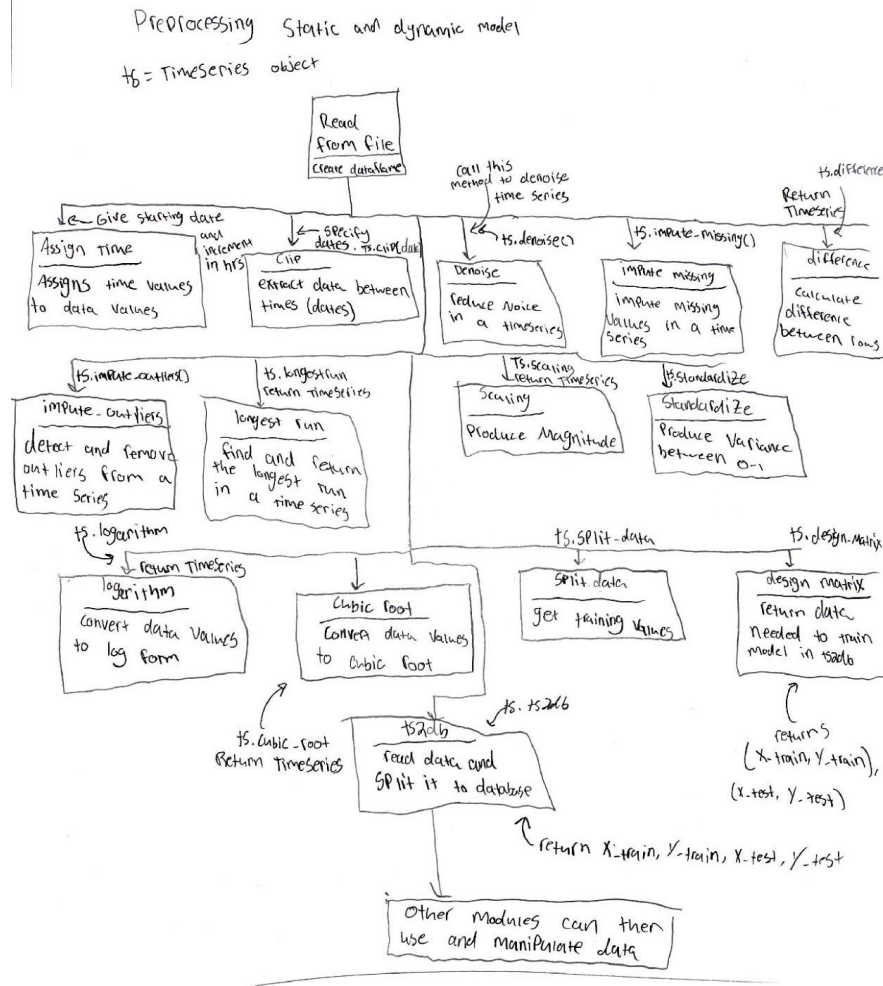 Preprocessing Static and dynamic model
ts = TimeSeries object
Read
from file
create dataframe
Give starting date
and
increment
in hrs
Assign Time
Assigns time values
to data values
specify
dates. Ts.clip(date)
Clip
extract data between
times (dates)
call this
method to denoise
time series
ts.denoise()
Denoise
reduce Noise
in a timeseries
ts.impute_missing()
impute missing
impute missing
values in a time
series
ts.difference
Return
Timeseries
difference
calculate
difference
between rows
ts.impute_outliers()
impute_outliers
detect and remove
outliers from a
time series
ts.longestrun
return TimeSeries
longest run
find and return
the longest run
in a time series
Ts.scaling
return TimeSeries
Scaling
Produce Magnitude
ts.Standardize
Standardize
Produce Variance
between 0-1
ts.logarithm
return TimeSeries
logerithm
convert data values
to log form
Cubic root
Convert data values
to cubic root
ts.cubic_root
Return TimeSeries
ts.split_data
split data
get training values
ts.design_matrix
design matrix
return data
needed to train
model in ts2db
returns
(X_train, Y_train),
(X_test, Y_test)
ts. ts2db
ts2db
read data and
split it to database
return X_train, Y_train, X_test, Y_test
Other modules can then
use and manipulate data